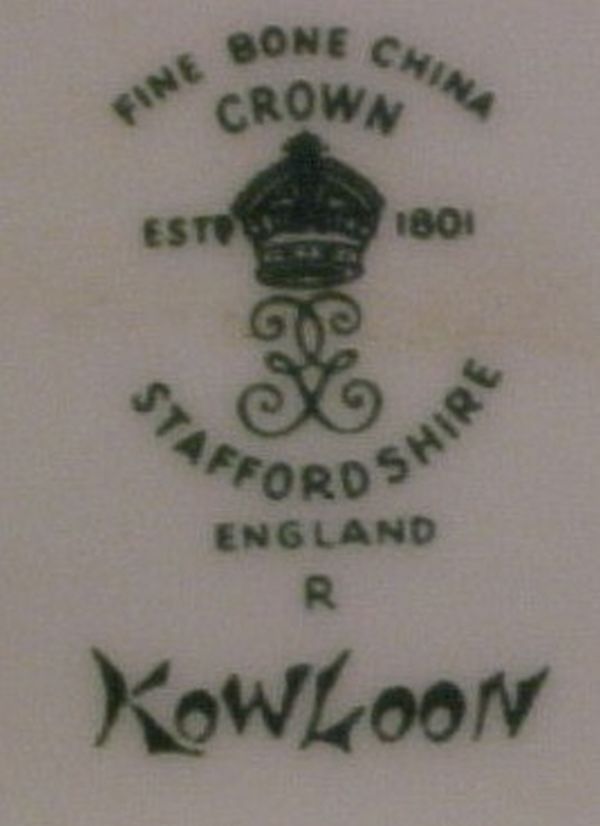 FINE BONE CHINA
CROWN
ESTD 1801
STAFFORDSHIRE
ENGLAND
R
KOWLOON